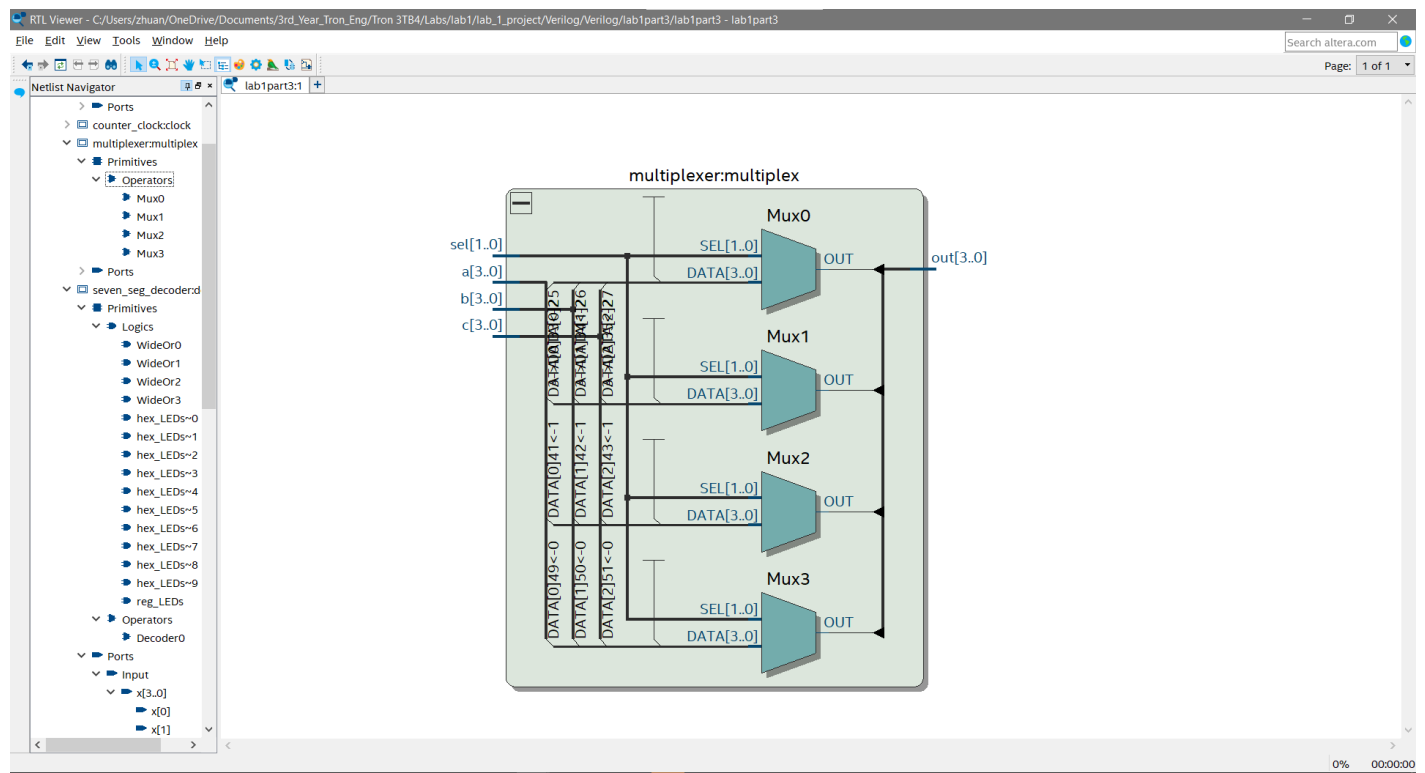 RTL Viewer - C:/Users/zhuan/OneDrive/Documents/3rd_Year_Tron_Eng/Tron 3TB4/Labs/lab1/lab_1_project/Verilog/Verilog/lab1part3/lab1part3 - lab1part3
File Edit View Tools Window Help
Search altera.com
Page: 1 of 1
Netlist Navigator
lab1part3:1
Ports
counter_clock:clock
multiplexer:multiplex
Primitives
Operators
Mux0
Mux1
Mux2
Mux3
Ports
seven_seg_decoder:d
Primitives
Logics
WideOr0
WideOr1
WideOr2
WideOr3
hex_LEDs~0
hex_LEDs~1
hex_LEDs~2
hex_LEDs~3
hex_LEDs~4
hex_LEDs~5
hex_LEDs~6
hex_LEDs~7
hex_LEDs~8
hex_LEDs~9
reg_LEDs
Operators
Decoder0
Ports
Input
x[3..0]
x[0]
x[1]
multiplexer:multiplex
sel[1..0]
a[3..0]
b[3..0]
c[3..0]
Mux0
SEL[1..0]
DATA[3..0]
OUT
out[3..0]
Mux1
SEL[1..0]
DATA[3..0]
OUT
DATA[0]41<-1
DATA[1]42<-1
DATA[2]43<-1
Mux2
SEL[1..0]
DATA[3..0]
OUT
DATA[0]49<-0
DATA[1]50<-0
DATA[2]51<-0
Mux3
SEL[1..0]
DATA[3..0]
OUT
0% 00:00:00